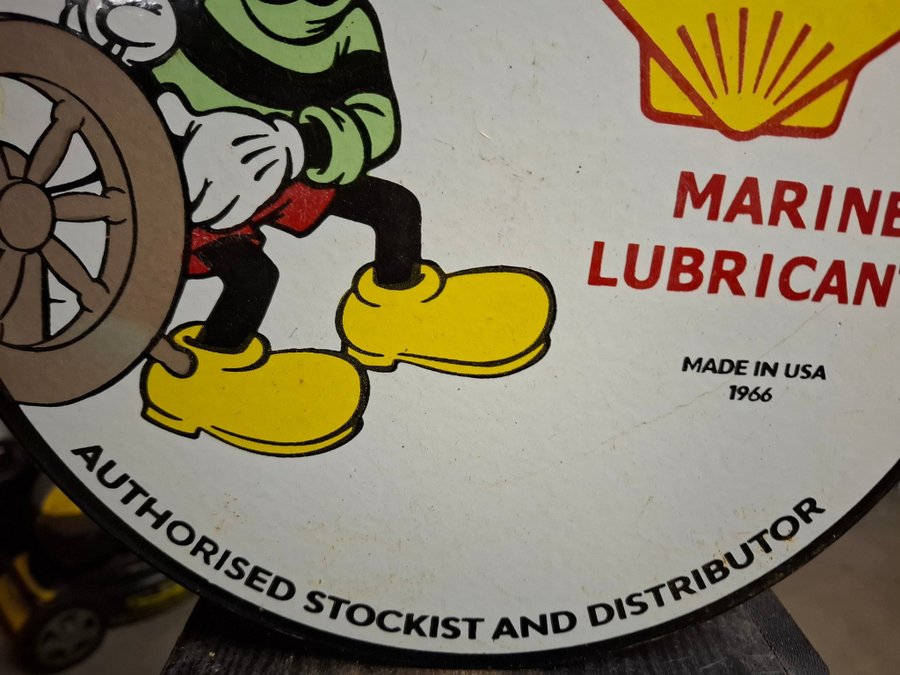 MARINE
LUBRICANT
MADE IN USA
1966
AUTHORISED STOCKIST AND DISTRIBUTOR